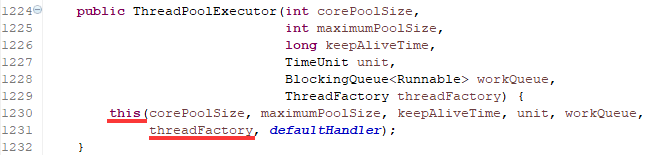 1224 public ThreadPoolExecutor(int corePoolSize,
1225 int maximumPoolSize,
1226 long keepAliveTime,
1227 TimeUnit unit,
1228 BlockingQueue<Runnable> workQueue,
1229 ThreadFactory threadFactory) {
1230 this(corePoolSize, maximumPoolSize, keepAliveTime, unit, workQueue,
1231 threadFactory, defaultHandler);
1232 }